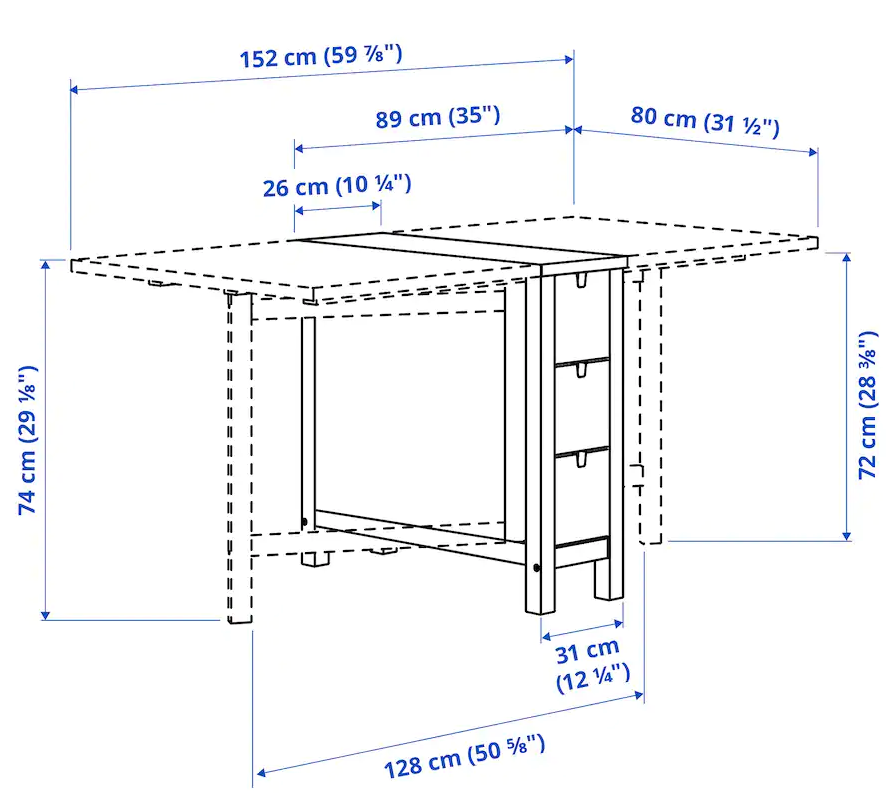 152 cm (59 ⅞")
89 cm (35")
80 cm (31 ½")
26 cm (10 ¼")
74 cm (29 ⅛")
72 cm (28 ⅜")
31 cm
(12 ¼")
128 cm (50 ⅝")